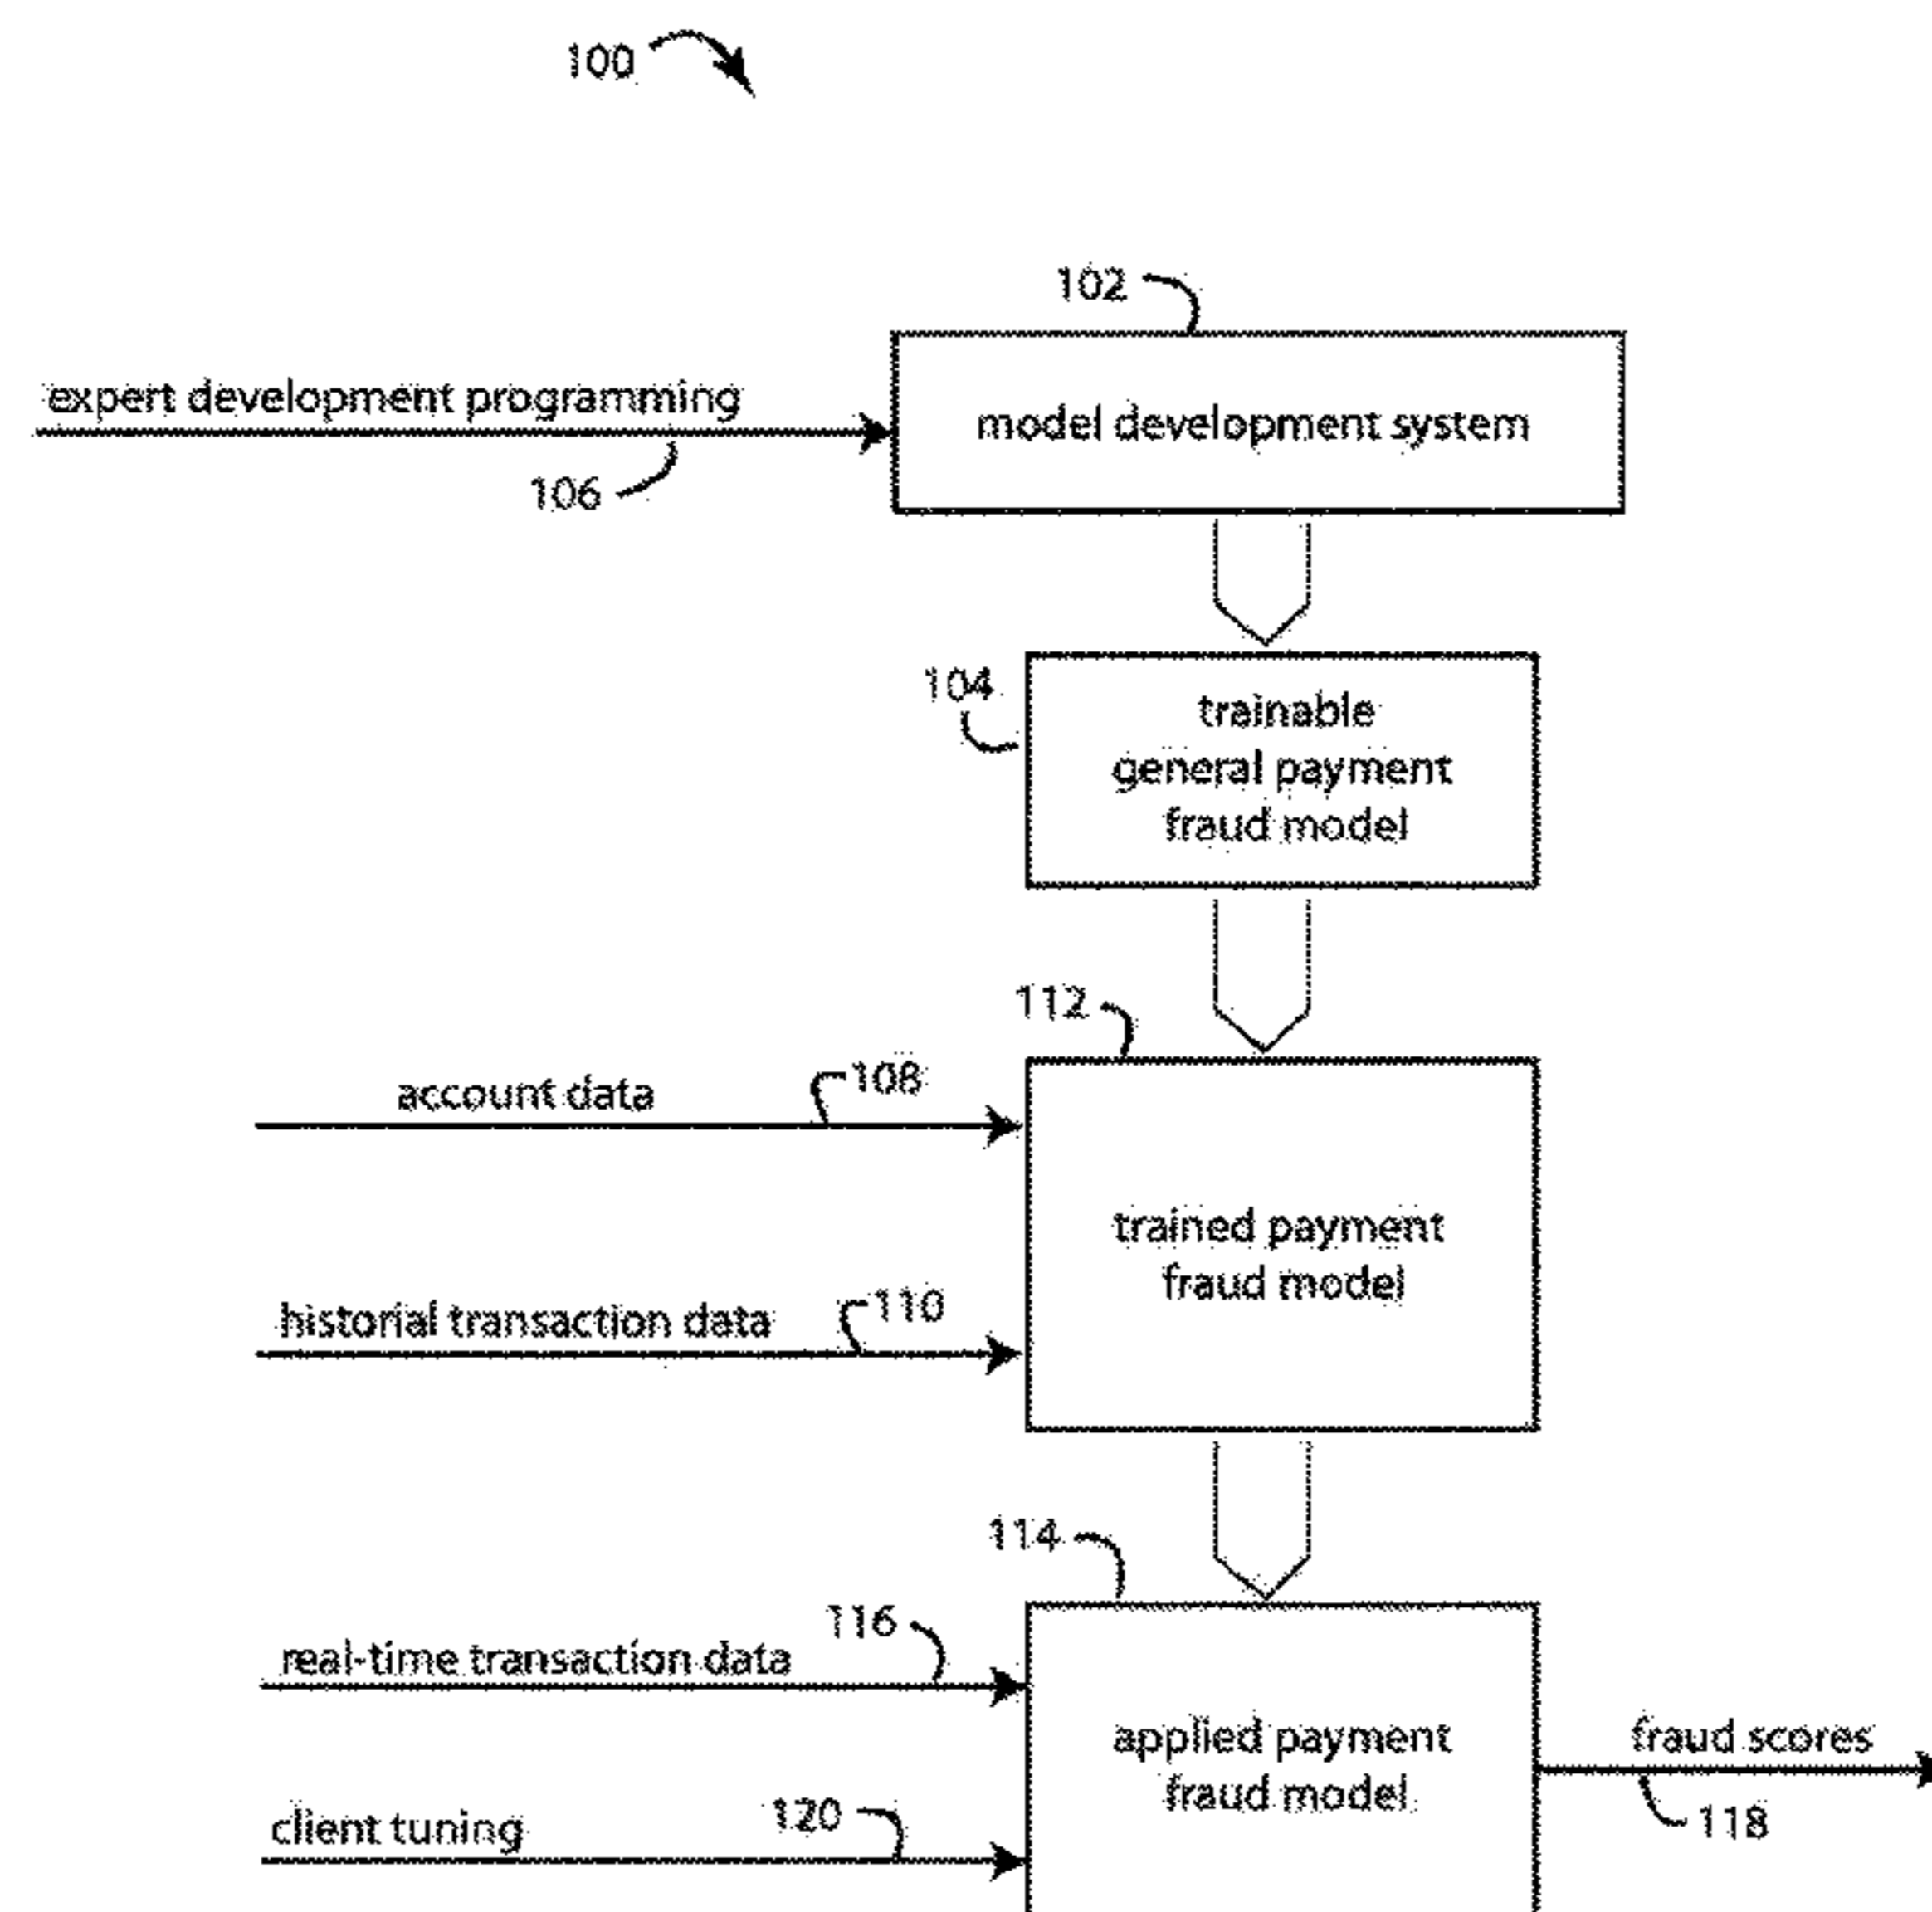 100
102
expert development programming
model development system
106
104
trainable
general payment
fraud model
112
account data
108
trained payment
fraud model
historial transaction data
110
114
116
real-time transaction data
applied payment
fraud model
fraud scores
118
client tuning
120